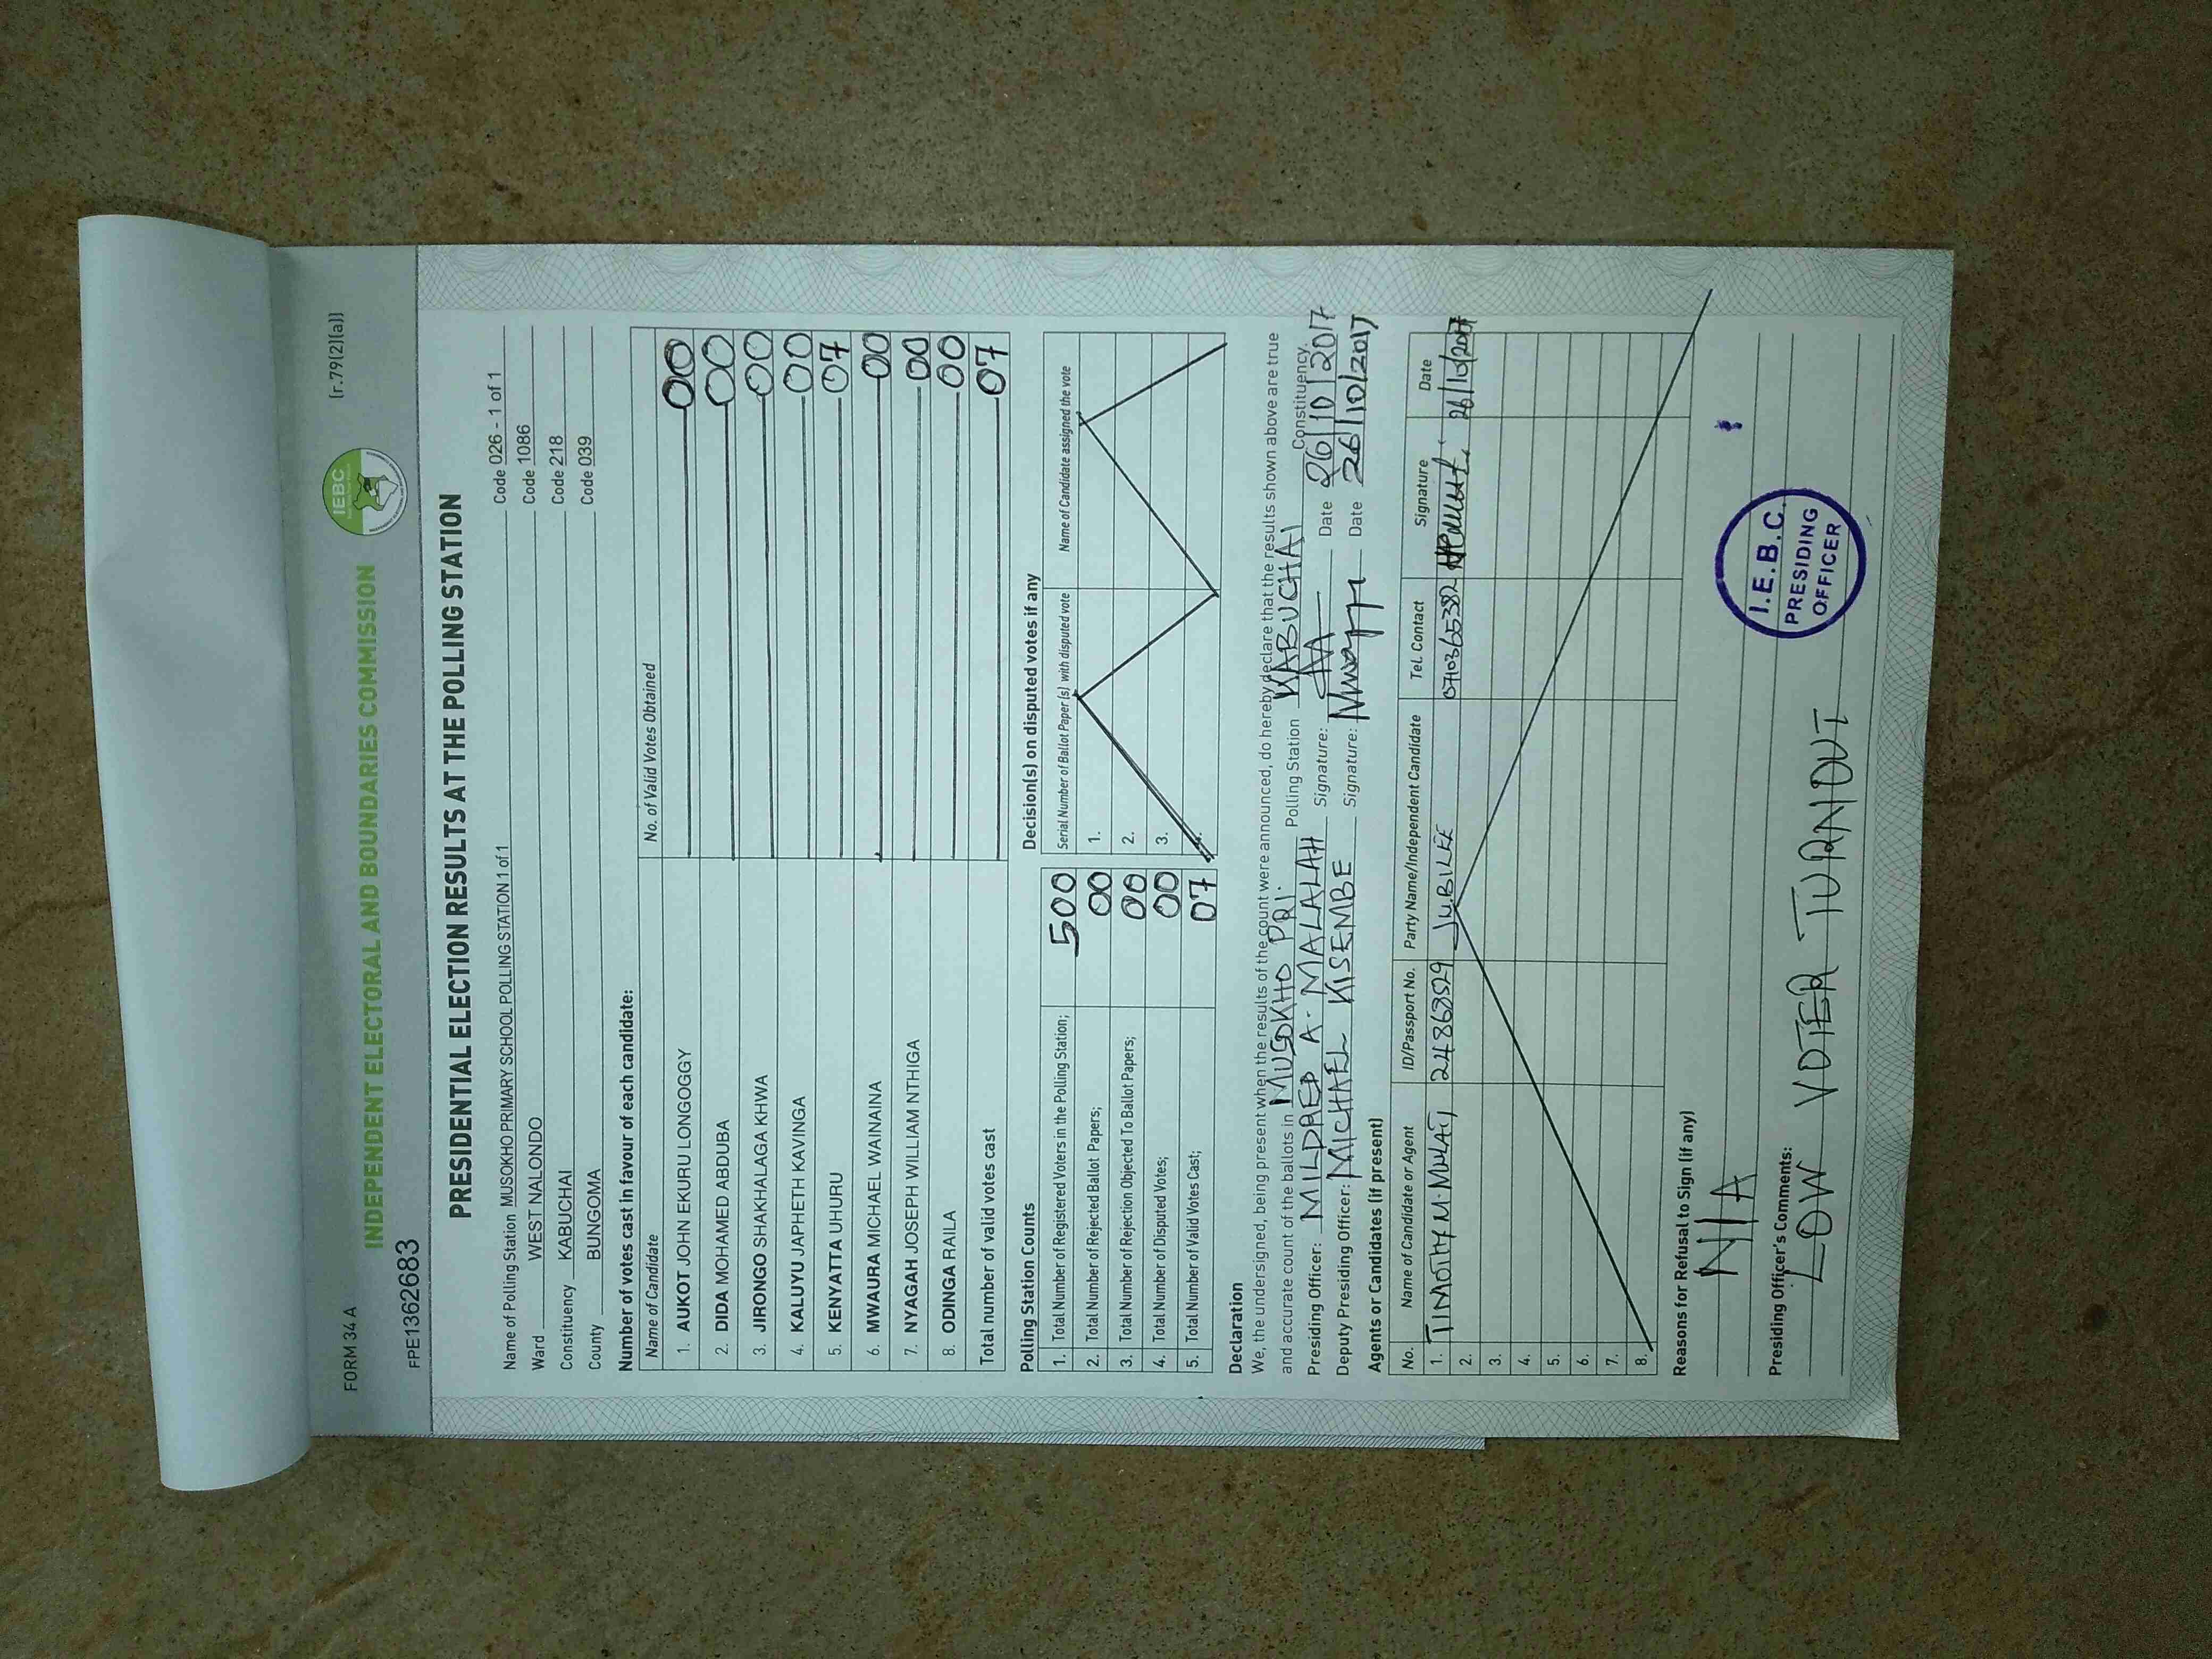 FORM 34 A
[r.79(2)(a)]
IEBC
INDEPENDENT ELECTORAL AND BOUNDARIES COMMISSION
FPE1362683
PRESIDENTIAL ELECTION RESULTS AT THE POLLING STATION
Name of Polling Station MUSOKHO PRIMARY SCHOOL POLLING STATION 1 of 1 Code 026 - 1 of 1
Ward WEST NALONDO Code 1086
Constituency KABUCHAI Code 218
County BUNGOMA Code 039
Number of votes cast in favour of each candidate:
Name of Candidate No. of Valid Votes Obtained
1. AUKOT JOHN EKURU LONGOGGY 00
2. DIDA MOHAMED ABDUBA 00
3. JIRONGO SHAKHALAGA KHWA 00
4. KALUYU JAPHETH KAVINGA 00
5. KENYATTA UHURU 07
6. MWAURA MICHAEL WAINAINA 00
7. NYAGAH JOSEPH WILLIAM NTHIGA 00
8. ODINGA RAILA 00
Total number of valid votes cast 07
Polling Station Counts
1. Total Number of Registered Voters in the Polling Station; 500
2. Total Number of Rejected Ballot Papers; 00
3. Total Number of Rejection Objected To Ballot Papers; 00
4. Total Number of Disputed Votes; 00
5. Total Number of Valid Votes Cast; 07
Decision(s) on disputed votes if any
Serial Number of Ballot Paper (s) with disputed vote Name of Candidate assigned the vote
1.
2.
3.
Declaration
We, the undersigned, being present when the results of the count were announced, do hereby declare that the results shown above are true
and accurate count of the ballots in MUSOKHO PRI. Polling Station KABUCHAI Constituency.
Presiding Officer: MILDRED A. MALALAH Signature: Date 26/10/2017
Deputy Presiding Officer: MICHAEL KISEMBE Signature: Date 26/10/2017
Agents or Candidates (if present)
No. Name of Candidate or Agent ID/Passport No. Party Name/Independent Candidate Tel. Contact Signature Date
1. TIMOTHY M. MULATI 24868529 JUBILEE 0710365382 26/10/2017
2.
3.
4.
5.
6.
7.
8.
Reasons for Refusal to Sign (if any)
N/A
Presiding Officer's Comments:
LOW VOTER TURNOUT
I.E.B.C.
PRESIDING
OFFICER